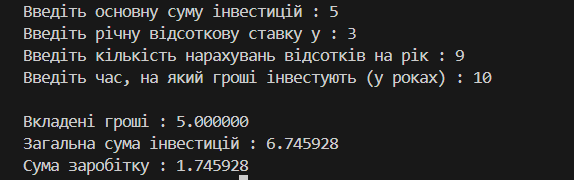 Введіть основну суму інвестицій : 5
Введіть річну відсоткову ставку у : 3
Введіть кількість нарахувань відсотків на рік : 9
Введіть час, на який гроші інвестують (у роках) : 10
Вкладені гроші : 5.000000
Загальна сума інвестицій : 6.745928
Сума заробітку : 1.745928